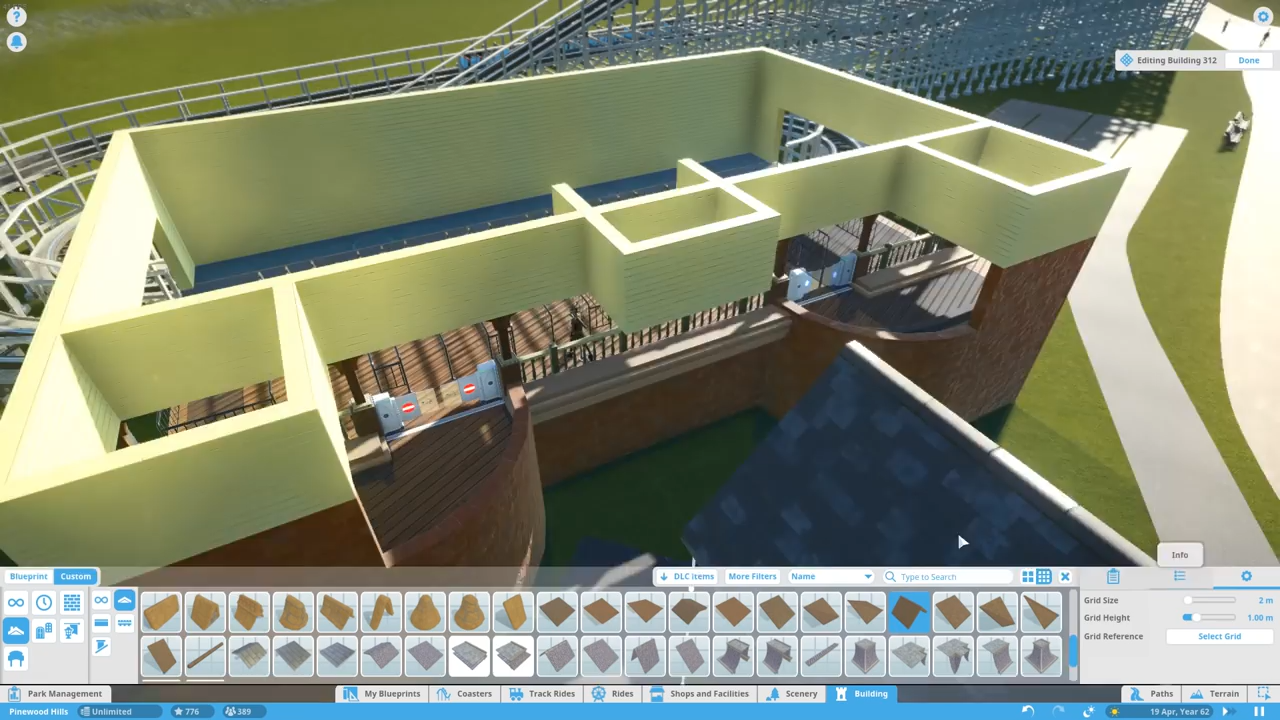 Editing Building 312
Done
Info
Blueprint
Custom
DLC items
More Filters
Name
Type to Search
Grid Size
2 m
Grid Height
1.00 m
Grid Reference
Select Grid
Park Management
My Blueprints
Coasters
Track Rides
Rides
Shops and Facilities
Scenery
Building
Paths
Terrain
Pinewood Hills
Unlimited
776
389
19 Apr, Year 62